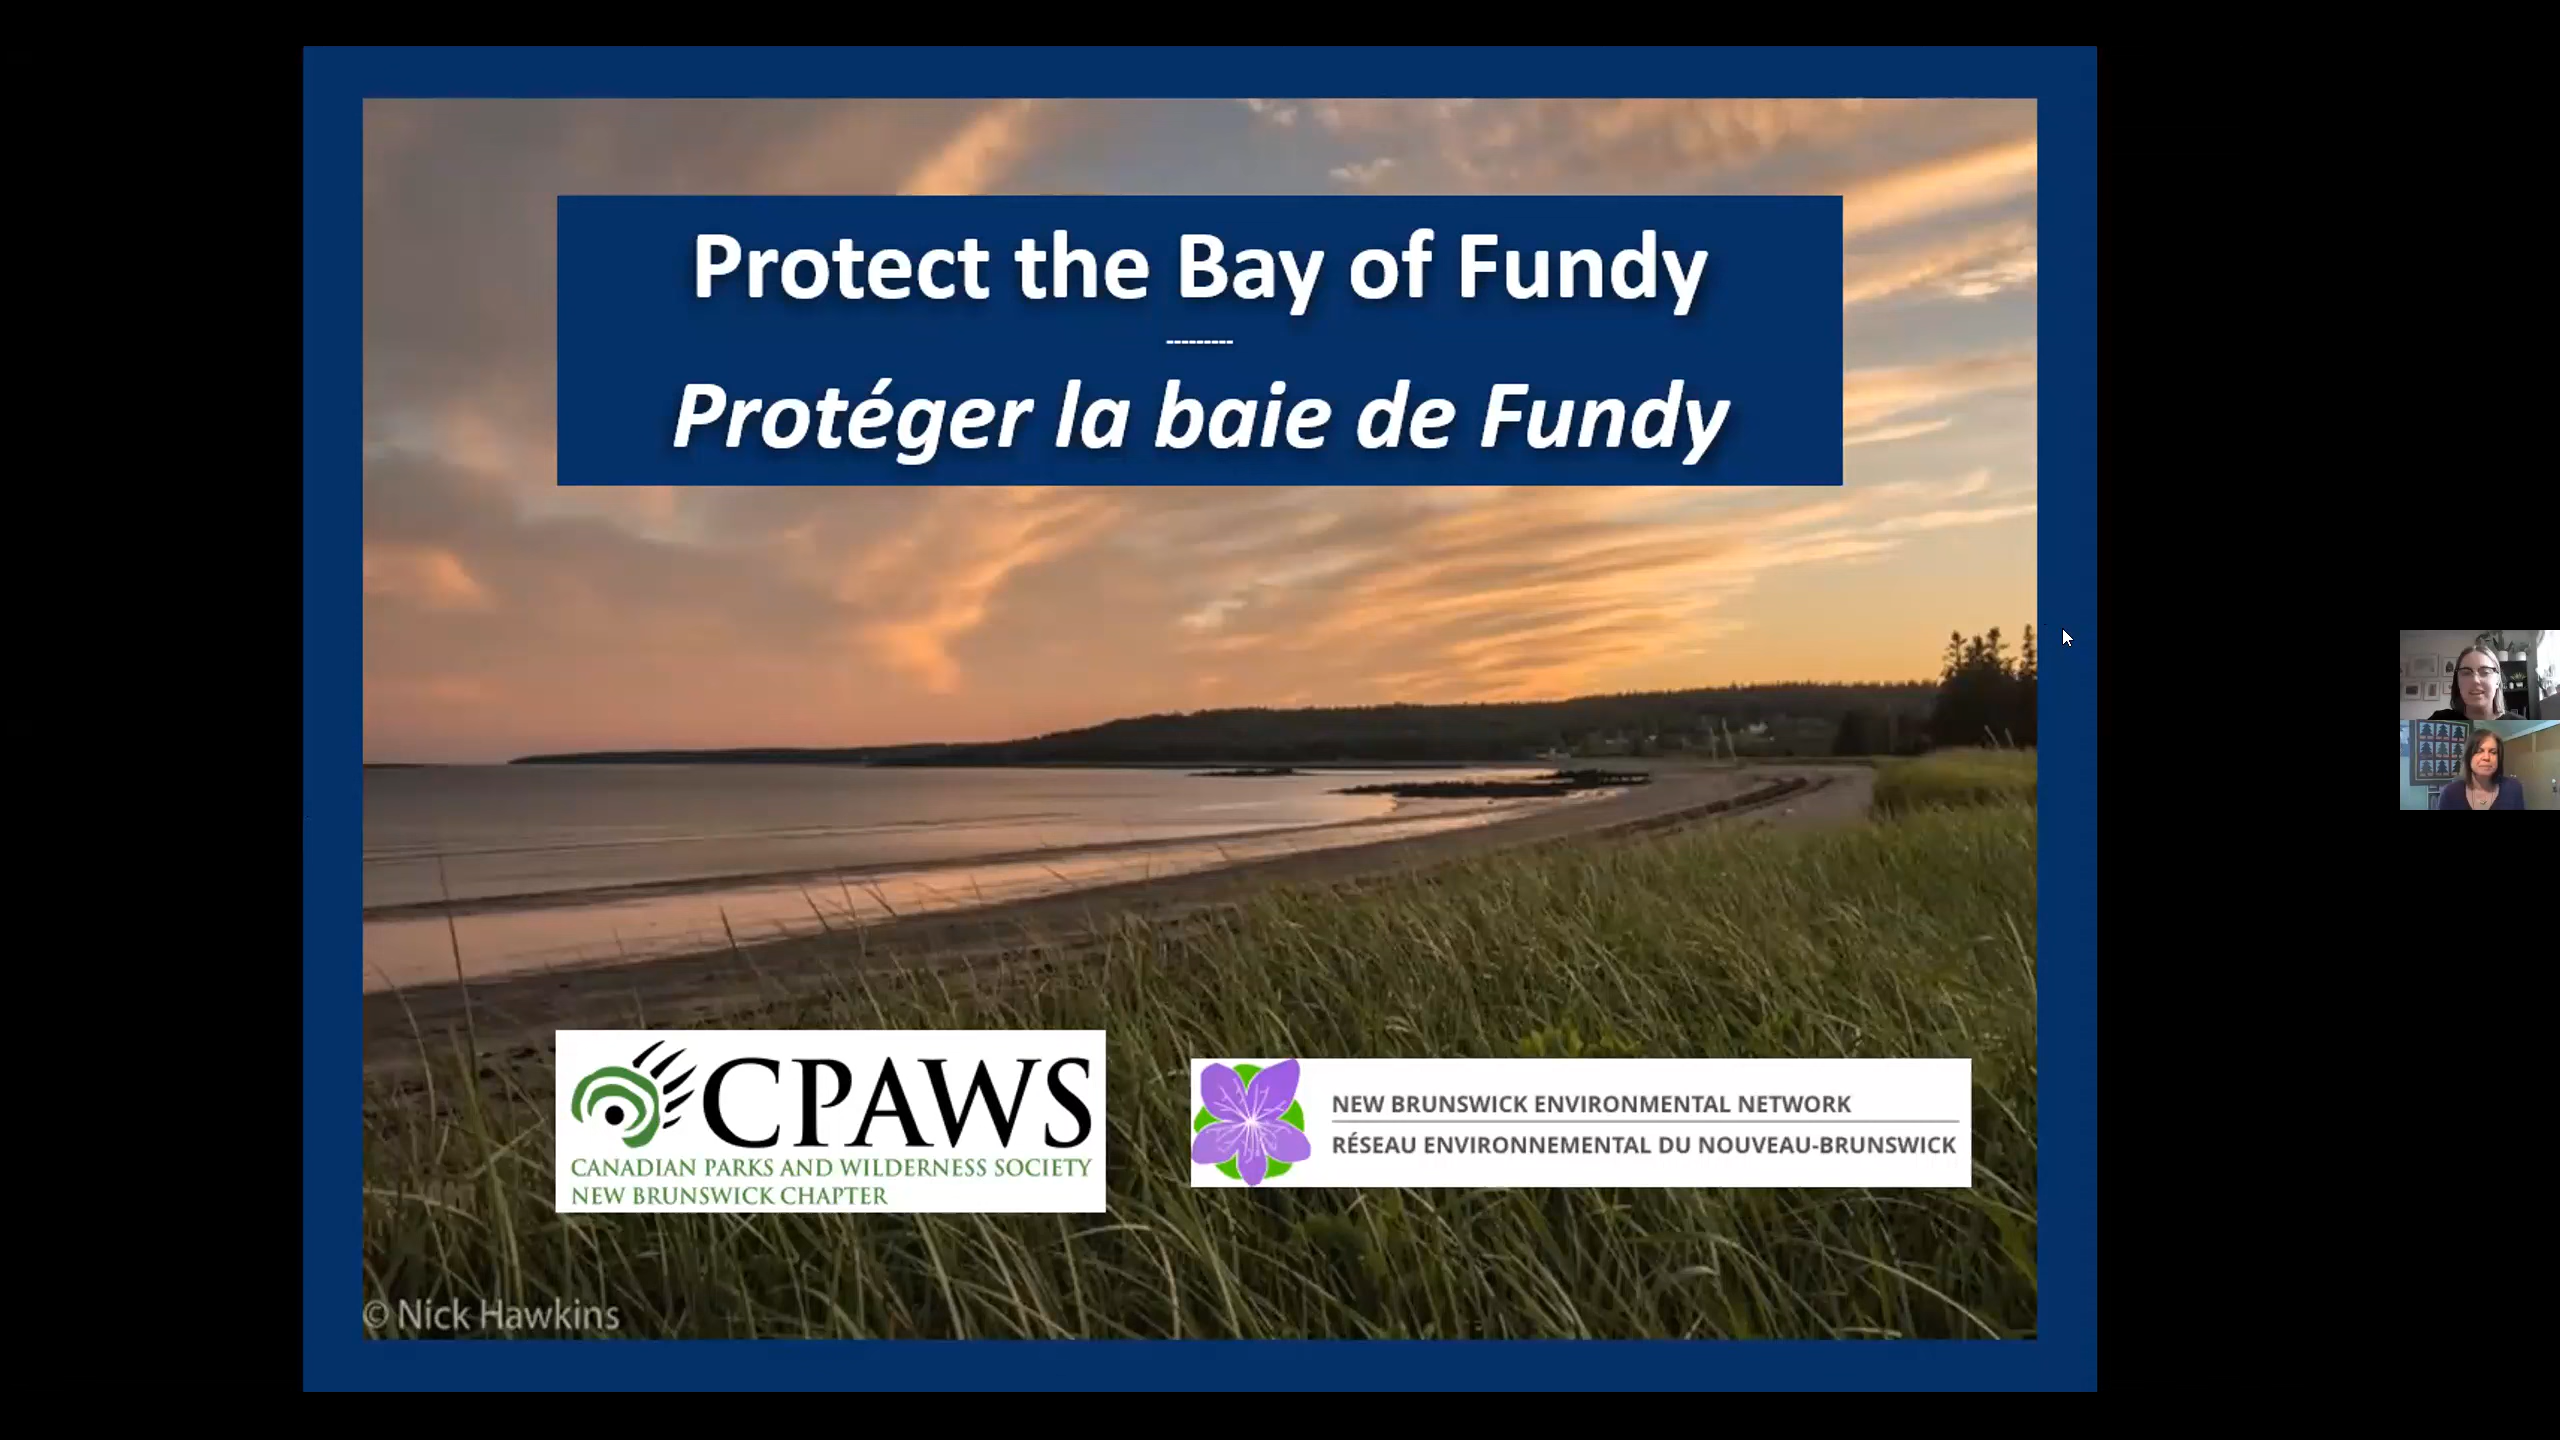 Protect the Bay of Fundy
---------
Protéger la baie de Fundy
CPAWS
CANADIAN PARKS AND WILDERNESS SOCIETY
NEW BRUNSWICK CHAPTER
NEW BRUNSWICK ENVIRONMENTAL NETWORK
RÉSEAU ENVIRONNEMENTAL DU NOUVEAU-BRUNSWICK
© Nick Hawkins